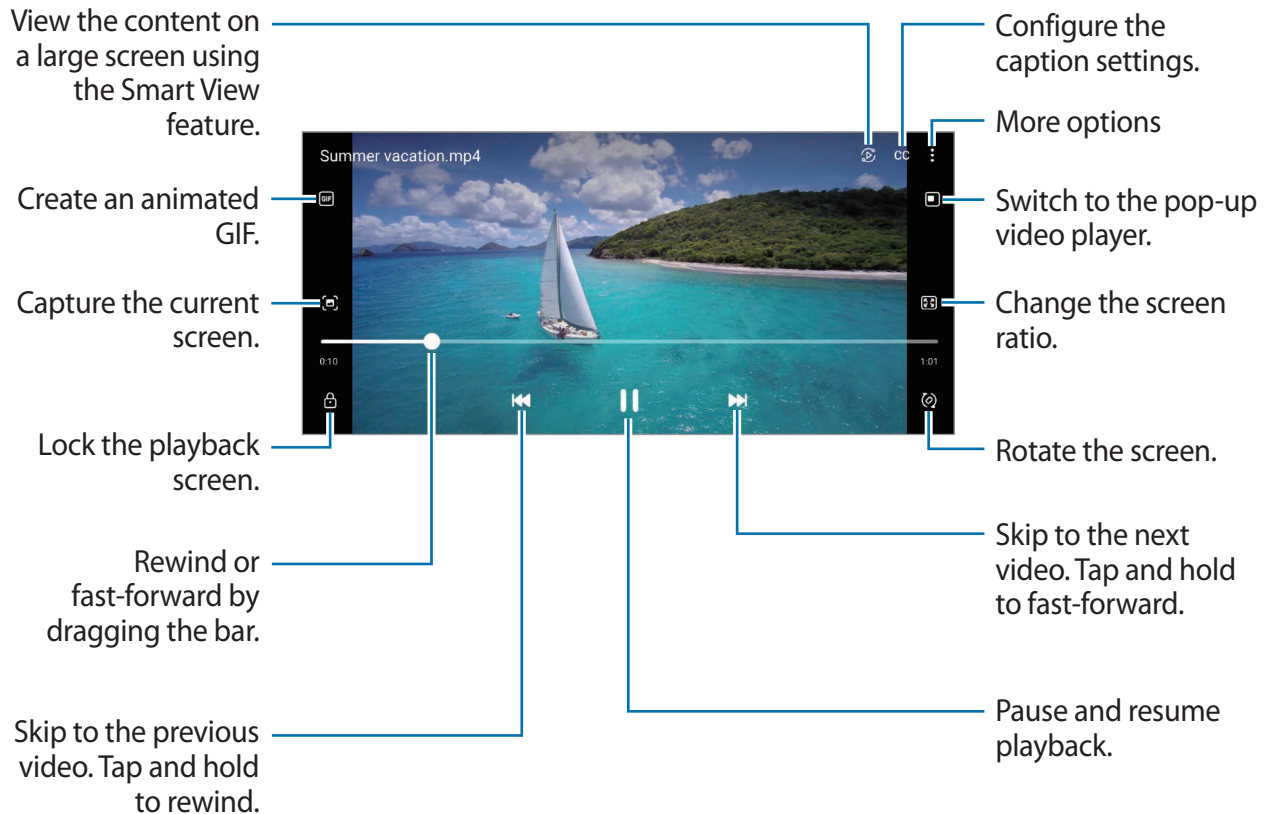 View the content on
a large screen using
the Smart View
feature.
Configure the
caption settings.
More options
Summer vacation.mp4
CC
GIF
Create an animated
GIF.
Switch to the pop-up
video player.
Capture the current
screen.
Change the screen
ratio.
0:10
1:01
Lock the playback
screen.
Rotate the screen.
Rewind or
fast-forward by
dragging the bar.
Skip to the next
video. Tap and hold
to fast-forward.
Skip to the previous
video. Tap and hold
to rewind.
Pause and resume
playback.